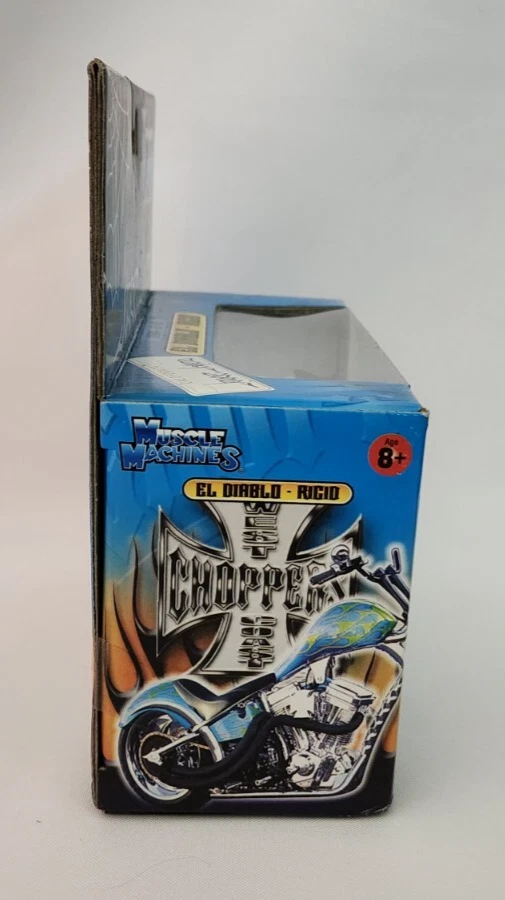 MUSCLE
MACHINES
Age
8+
EL DIABLO - RIGID
WEST
CHOPPERS
COAST